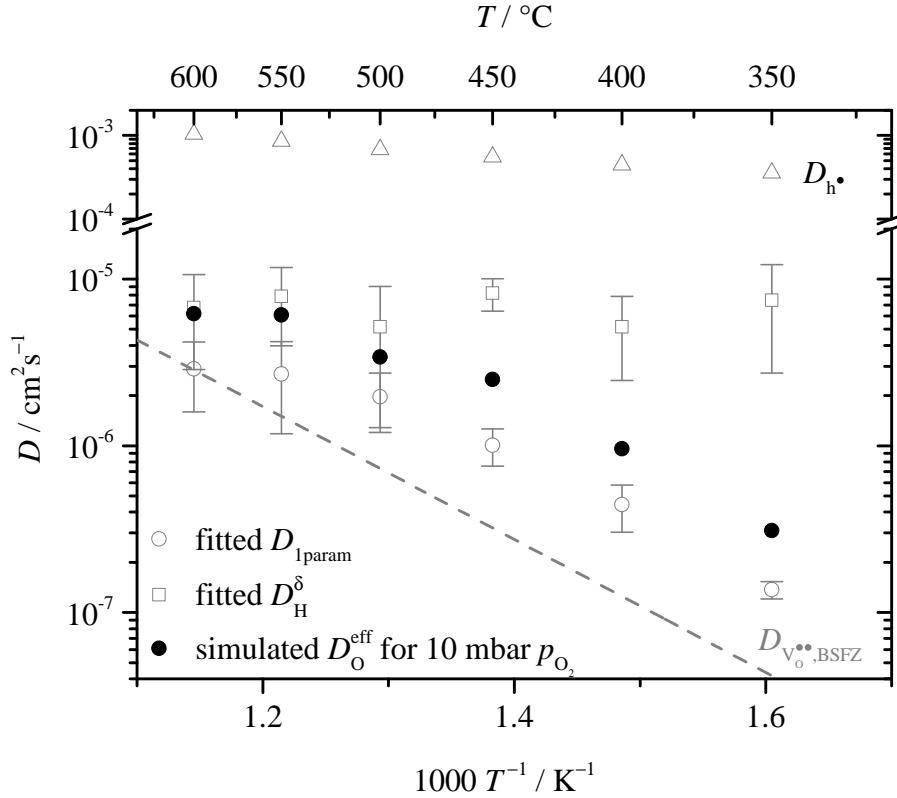 T / °C
600 550 500 450 400 350
10⁻³
D_h•
10⁻⁴
10⁻⁵
D / cm²s⁻¹
10⁻⁶
fitted D_1param
fitted D_H^δ
10⁻⁷
simulated D_O^eff for 10 mbar p_O₂
D_V_O^••,BSFZ
1.2 1.4 1.6
1000 T⁻¹ / K⁻¹